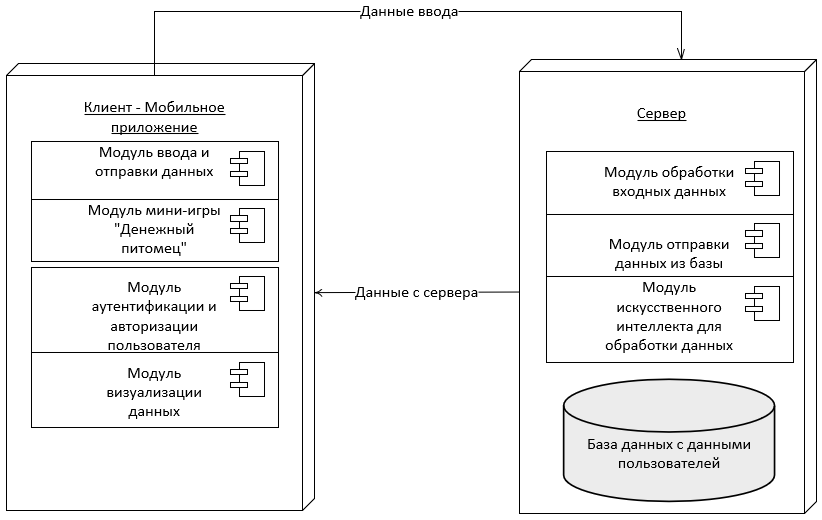 Данные ввода
Клиент - Мобильное
приложение
Модуль ввода и
отправки данных
Модуль мини-игры
"Денежный
питомец"
Модуль
аутентификации и
авторизации
пользователя
Модуль
визуализации
данных
Данные с сервера
Сервер
Модуль обработки
входных данных
Модуль отправки
данных из базы
Модуль
искусственного
интеллекта для
обработки данных
База данных с данными
пользователей